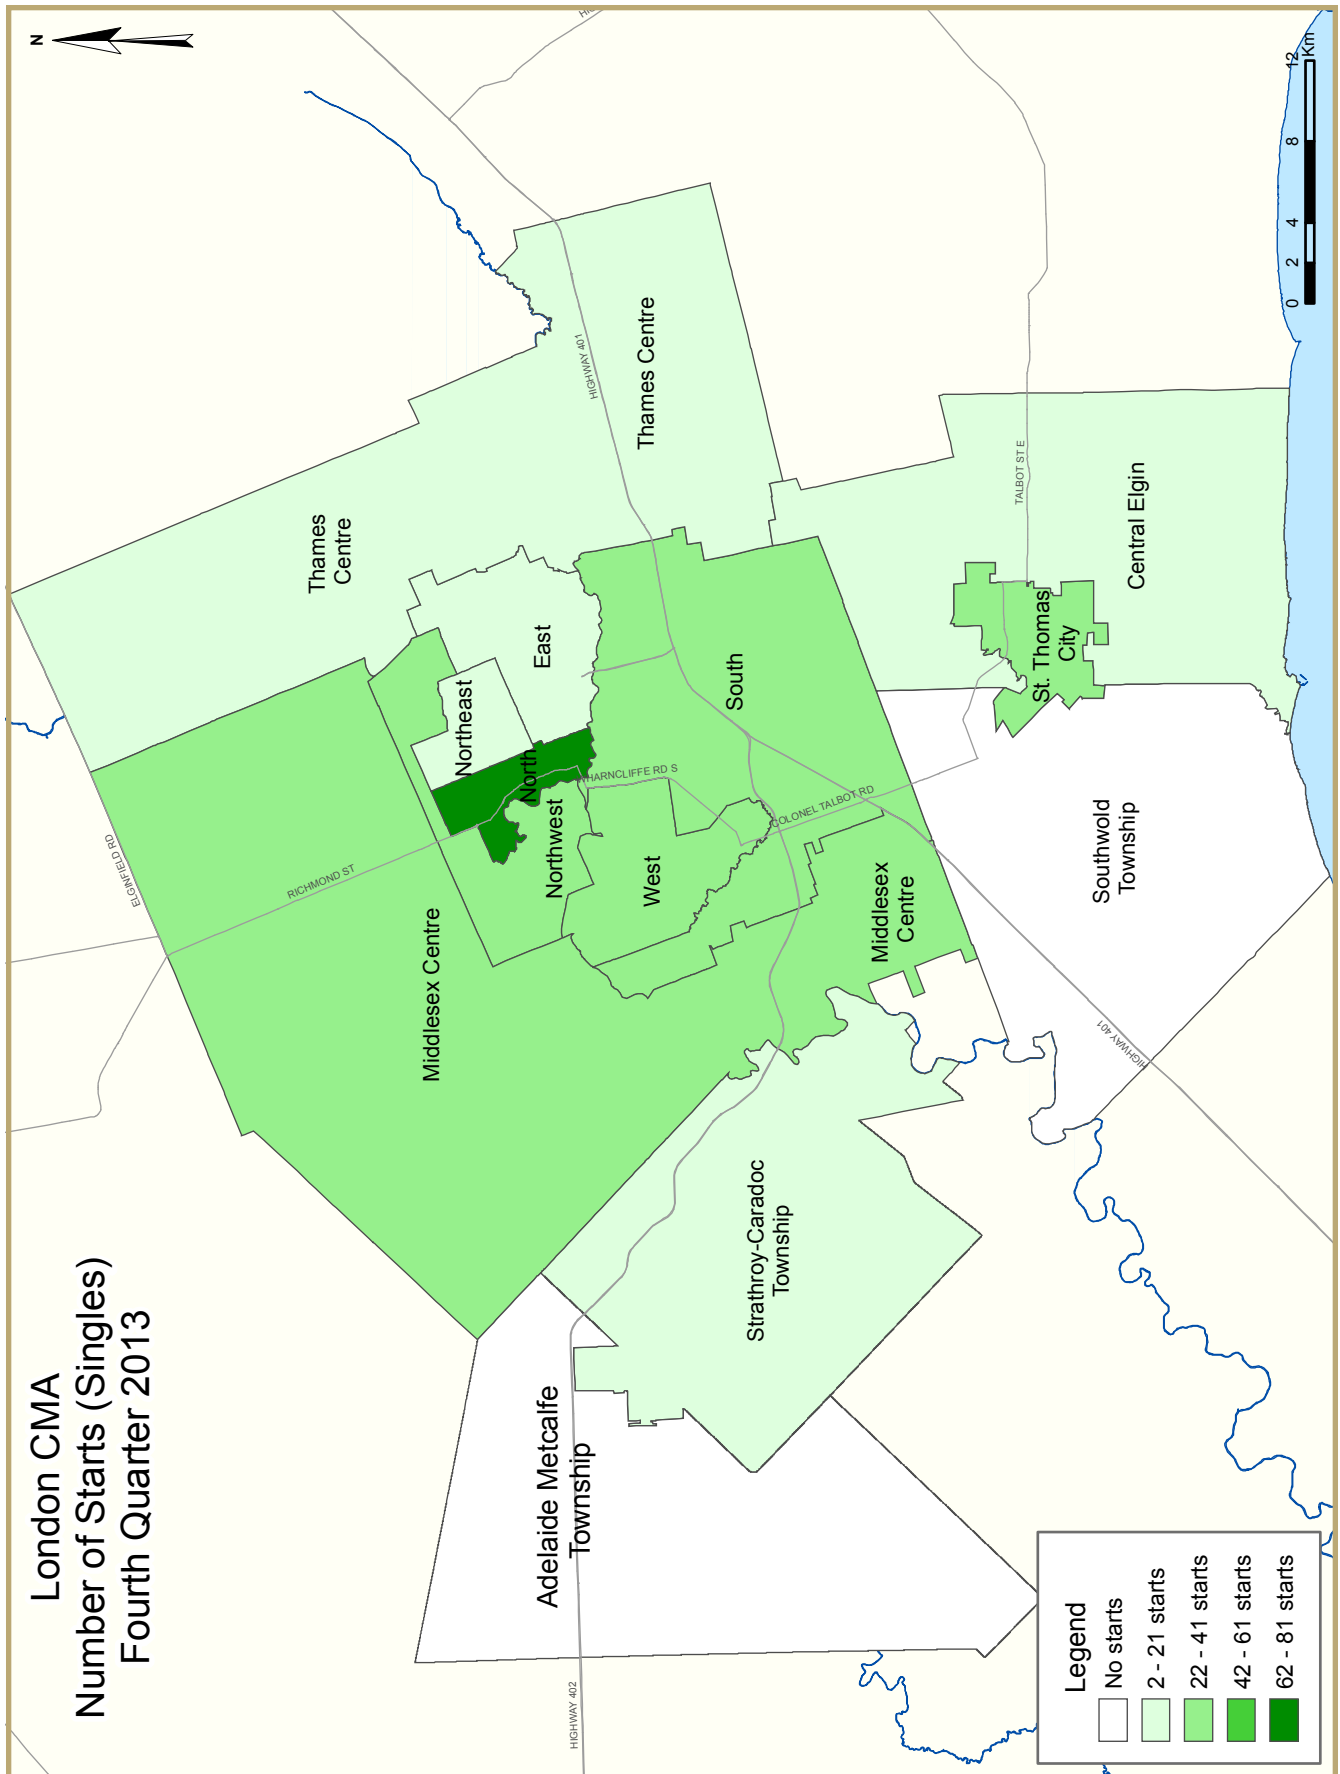 London CMA
Number of Starts (Singles)
Fourth Quarter 2013
N
ELGINFIELD RD
RICHMOND ST
Middlesex Centre
Thames
Centre
Northeast
East
North
Northwest
West
WHARNCLIFFE RD S
HIGHWAY 401
Thames Centre
South
COLONEL TALBOT RD
Middlesex
Centre
Adelaide Metcalfe
Township
HIGHWAY 402
Strathroy-Caradoc
Township
TALBOT ST E
St. Thomas
City
Central Elgin
Southwold
Township
HIGHWAY 401
Legend
No starts
2 - 21 starts
22 - 41 starts
42 - 61 starts
62 - 81 starts
0 2 4 8 12
Km